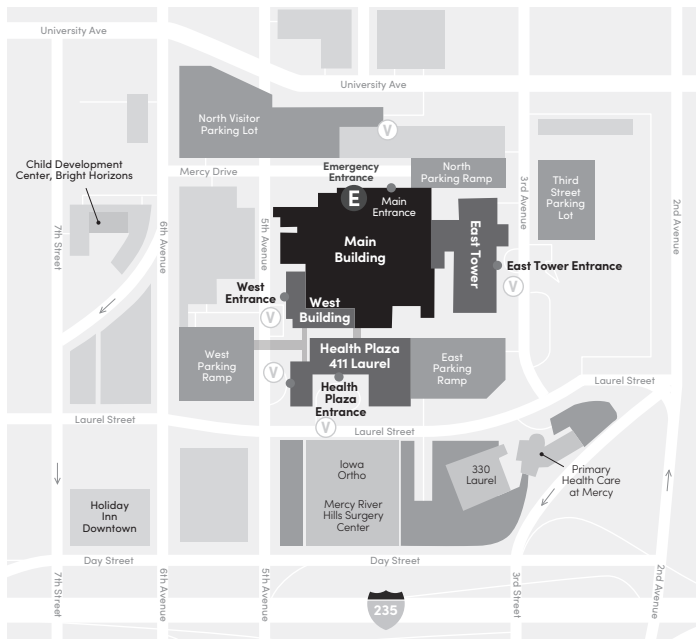 University Ave
University Ave
North Visitor
Parking Lot
V
Child Development
Center, Bright Horizons
Mercy Drive
Emergency
Entrance
North
Parking Ramp
E
Main
Entrance
Third
Street
Parking
Lot
3rd Avenue
2nd Avenue
7th Street
6th Avenue
5th Avenue
Main
Building
East Tower
East Tower Entrance
V
West
Entrance
V
West
Building
West
Parking
Ramp
V
Health Plaza
411 Laurel
East
Parking
Ramp
Health
Plaza
Entrance
V
Laurel Street
Laurel Street
Laurel Street
Iowa
Ortho
Mercy River
Hills Surgery
Center
330
Laurel
Primary
Health Care
at Mercy
Holiday
Inn
Downtown
Day Street
Day Street
7th Street
6th Avenue
5th Avenue
3rd Street
2nd Avenue
235